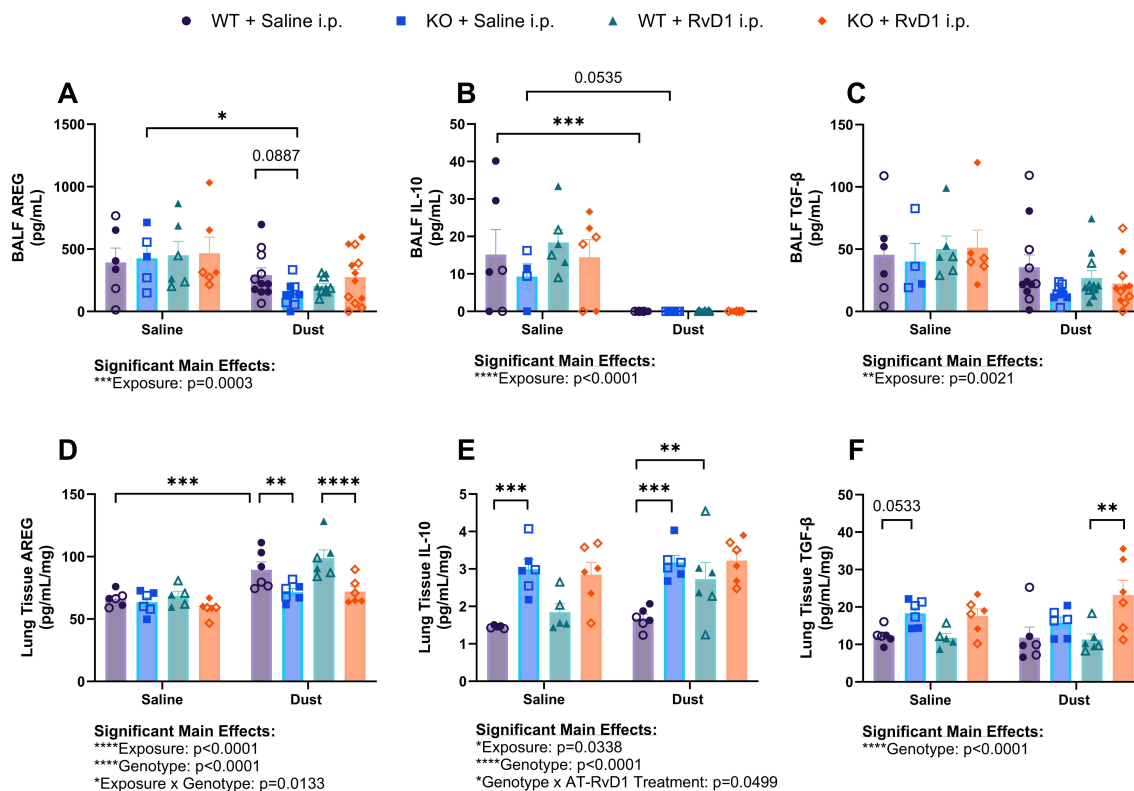 WT + Saline i.p. KO + Saline i.p. WT + RvD1 i.p. KO + RvD1 i.p.
A
*
0.0887
1500
1000
500
0
BALF AREG
(pg/mL)
Saline Dust
Significant Main Effects:
***Exposure: p=0.0003
B
0.0535
***
50
40
30
20
10
0
BALF IL-10
(pg/mL)
Saline Dust
Significant Main Effects:
****Exposure: p<0.0001
C
150
100
50
0
BALF TGF-β
(pg/mL)
Saline Dust
Significant Main Effects:
**Exposure: p=0.0021
D
*** ** ****
150
100
50
0
Lung Tissue AREG
(pg/mL/mg)
Saline Dust
Significant Main Effects:
****Exposure: p<0.0001
****Genotype: p<0.0001
*Exposure x Genotype: p=0.0133
E
**
*** ***
5
4
3
2
1
0
Lung Tissue IL-10
(pg/mL/mg)
Saline Dust
Significant Main Effects:
*Exposure: p=0.0338
****Genotype: p<0.0001
*Genotype x AT-RvD1 Treatment: p=0.0499
F
0.0533 **
50
40
30
20
10
0
Lung Tissue TGF-β
(pg/mL/mg)
Saline Dust
Significant Main Effects:
****Genotype: p<0.0001